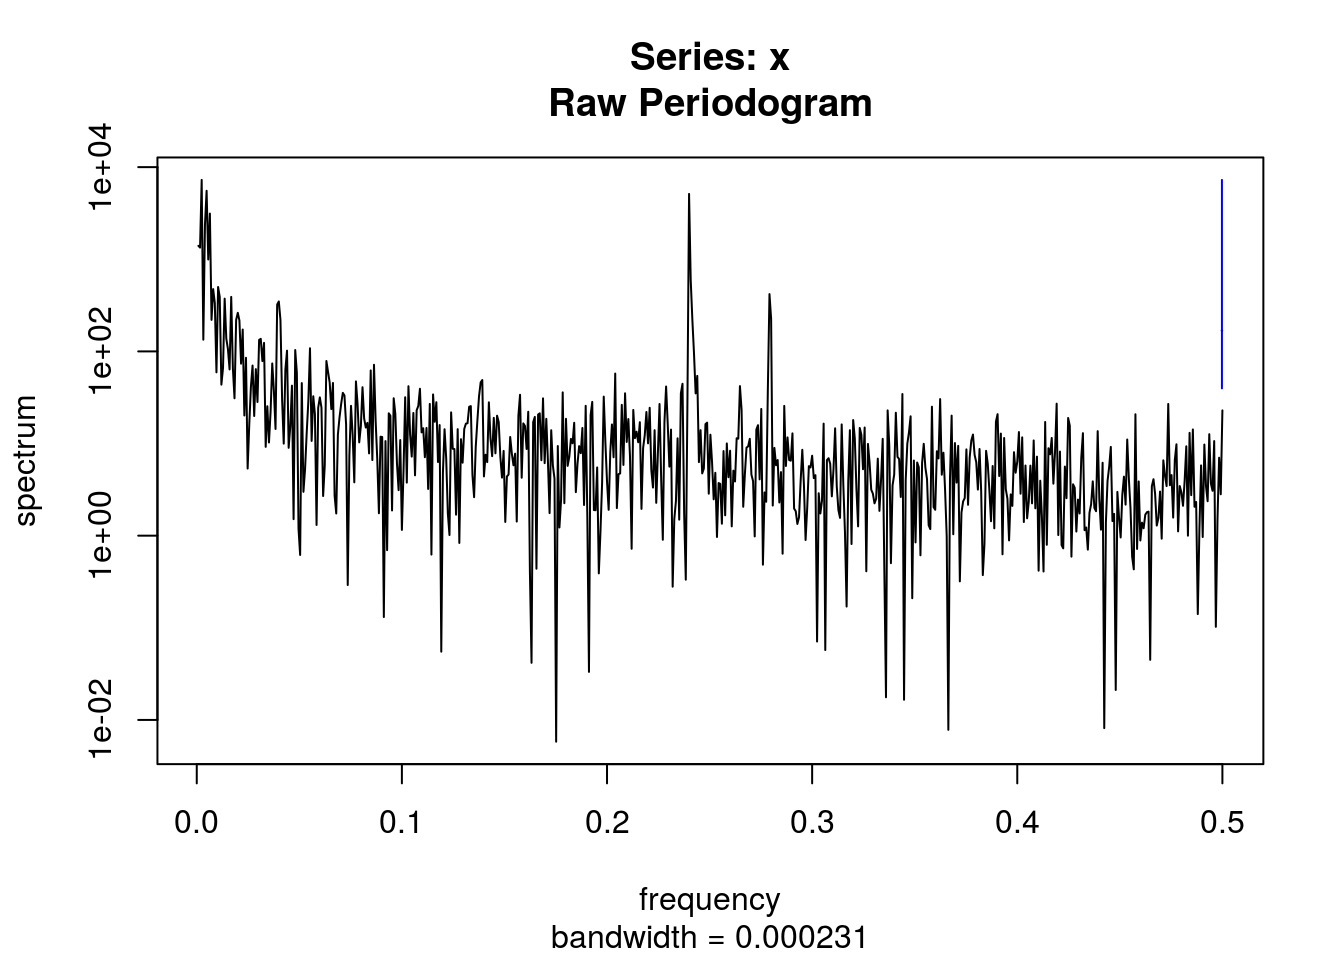 Series: x
Raw Periodogram
spectrum
1e+04
1e+02
1e+00
1e-02
0.0 0.1 0.2 0.3 0.4 0.5
frequency
bandwidth = 0.000231